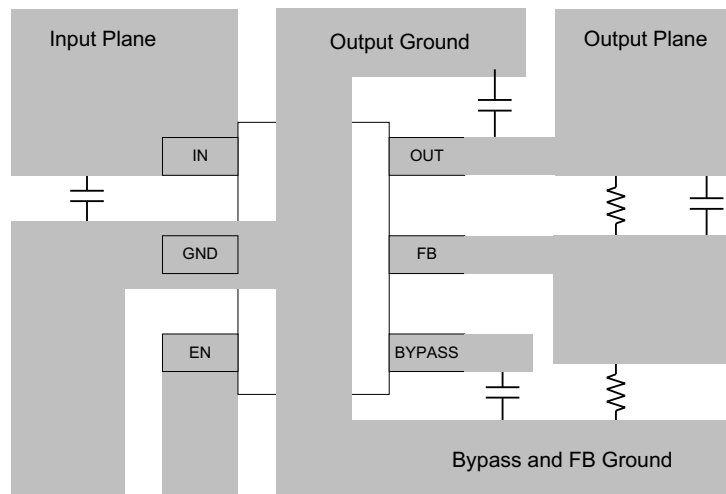 Input Plane
Output Ground
Output Plane
IN
OUT
GND
FB
EN
BYPASS
Bypass and FB Ground